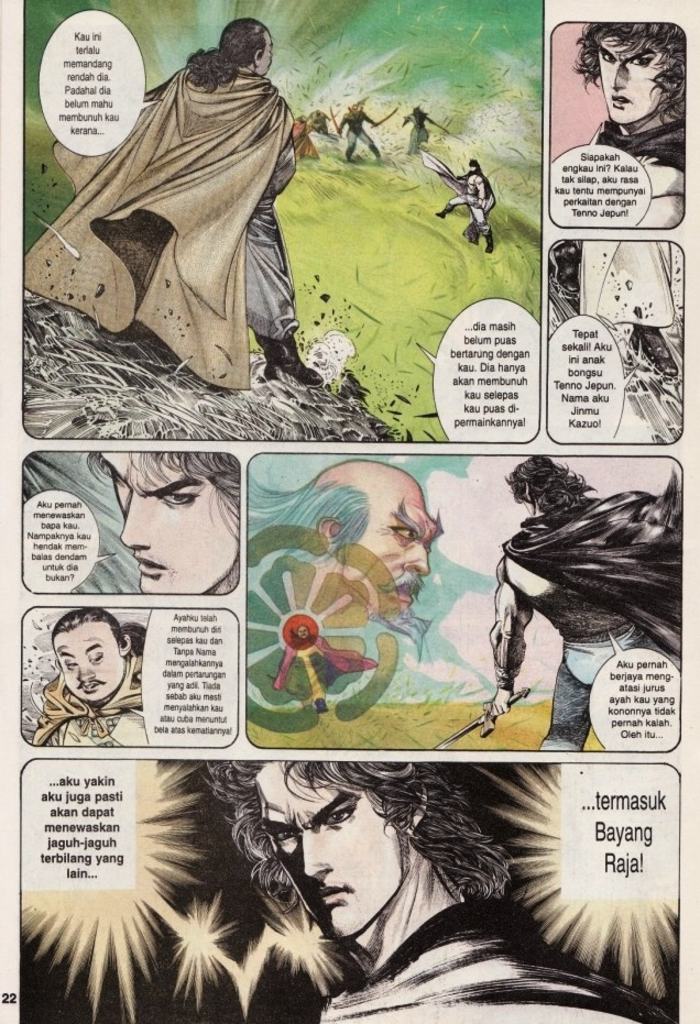 Kau ini
terlalu
memandang
rendah dia.
Padahal dia
belum mahu
membunuh kau
kerana...
...dia masih
belum puas
bertarung dengan
kau. Dia hanya
akan membunuh
kau selepas
kau puas di-
permainkannya!
Siapakah
engkau ini? Kalau
tak silap, aku rasa
kau tentu mempunyai
perkaitan dengan
Tenno Jepun!
Tepat
sekali! Aku
ini anak
bongsu
Tenno Jepun.
Nama aku
Jinmu
Kazuo!
Aku pernah
menewaskan
bapa kau.
Nampaknya kau
hendak mem-
balas dendam
untuk dia
bukan?
Ayahku telah
membunuh diri
selepas kau dan
Tanpa Nama
mengalahkannya
dalam pertarungan
yang adil. Tiada
sebab aku mesti
menyalahkan kau
atau cuba menuntut
bela atas kematiannya!
Aku pernah
berjaya meng-
atasi jurus
ayah kau yang
kononnya tidak
pernah kalah.
Oleh itu...
...aku yakin
aku juga pasti
akan dapat
menewaskan
jaguh-jaguh
terbilang yang
lain...
...termasuk
Bayang
Raja!
22